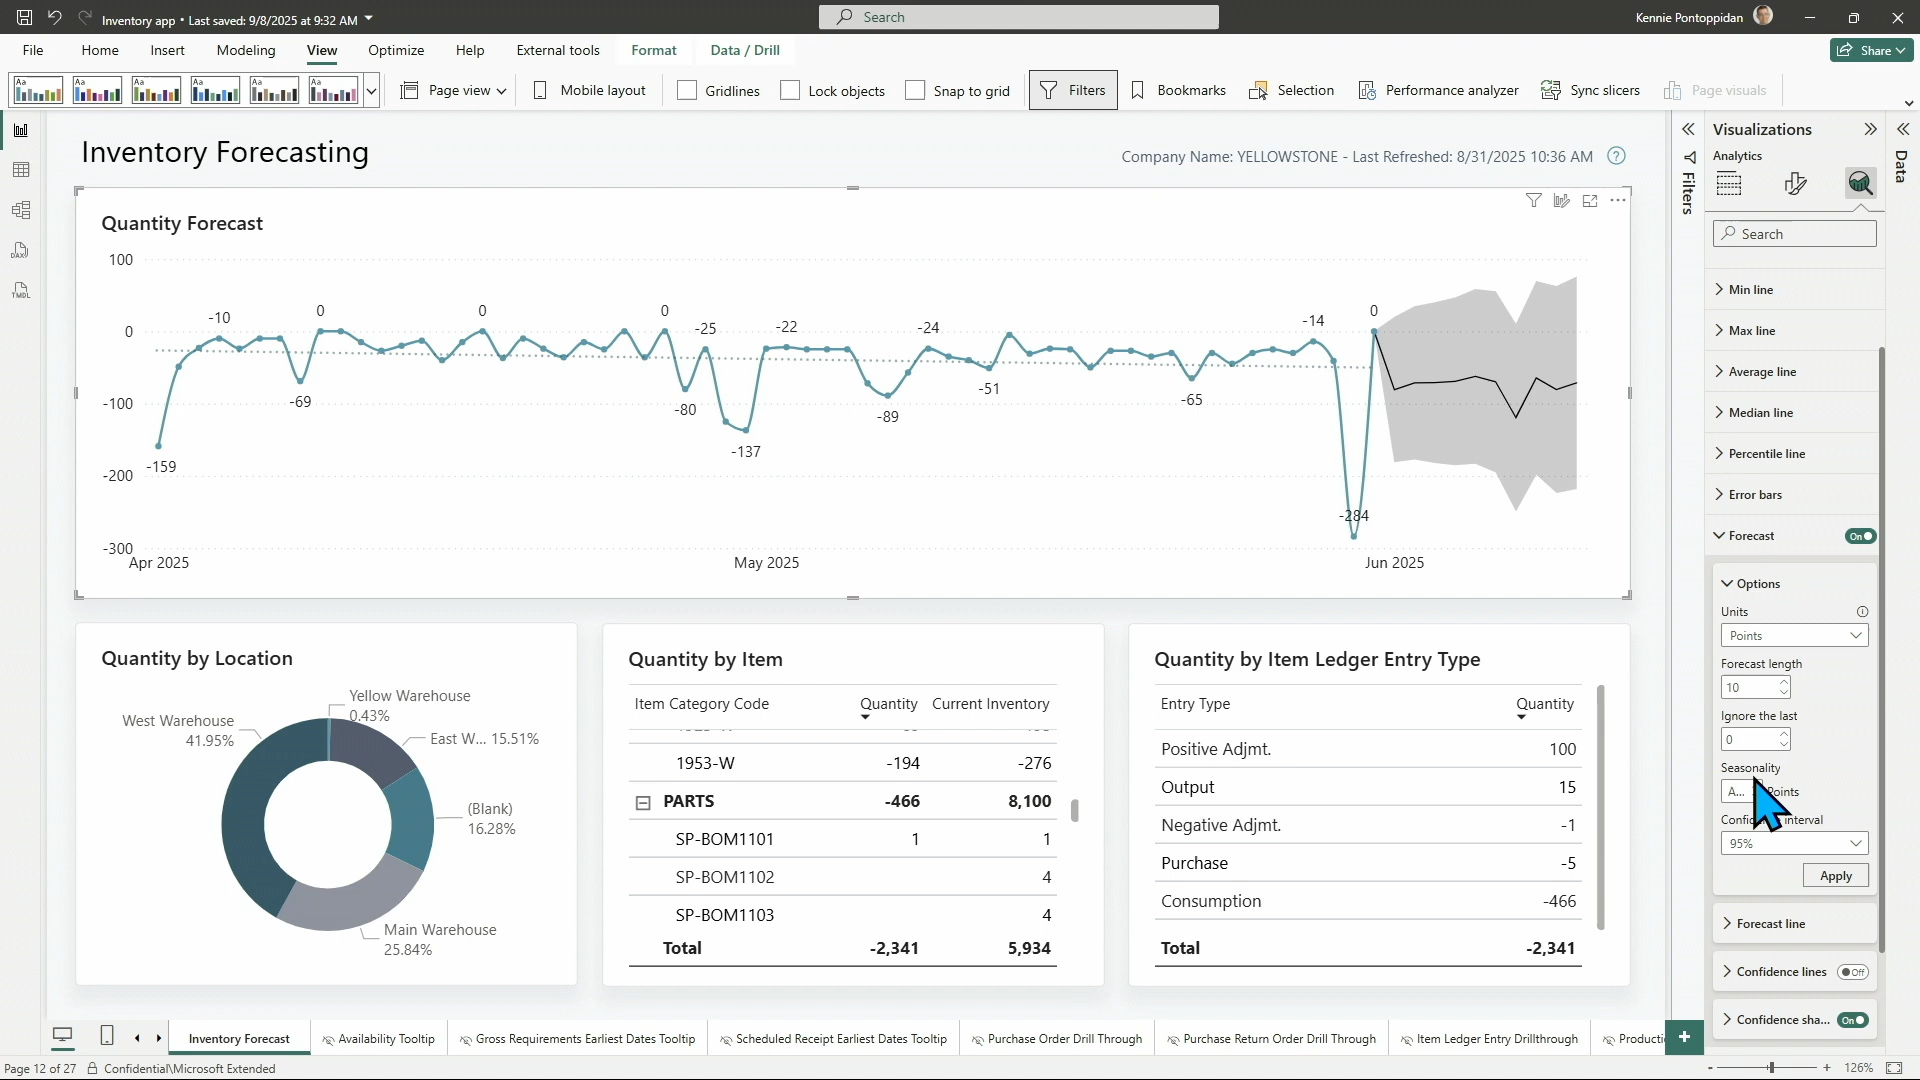 Inventory app • Last saved: 9/8/2025 at 9:32 AM
Search
Kennie Pontoppidan
File Home Insert Modeling View Optimize Help External tools Format Data / Drill
Share
Aa Aa Aa Aa Aa Aa
Page view Mobile layout Gridlines Lock objects Snap to grid Filters Bookmarks Selection Performance analyzer Sync slicers Page visuals
DAX
TMDL
Inventory Forecasting
Company Name: YELLOWSTONE - Last Refreshed: 8/31/2025 10:36 AM
Quantity Forecast
100
0
-100
-200
-300
-159
-10
-69
0
0
0
-80
-25
-137
-22
-89
-24
-51
-65
-14
-284
0
Apr 2025 May 2025 Jun 2025
Quantity by Location
Yellow Warehouse
0.43%
West Warehouse
41.95%
East W... 15.51%
(Blank)
16.28%
Main Warehouse
25.84%
Quantity by Item
Item Category Code Quantity Current Inventory
1953-W -194 -276
PARTS -466 8,100
SP-BOM1101 1 1
SP-BOM1102 4
SP-BOM1103 4
Total -2,341 5,934
Quantity by Item Ledger Entry Type
Entry Type Quantity
Positive Adjmt. 100
Output 15
Negative Adjmt. -1
Purchase -5
Consumption -466
Total -2,341
Filters
Visualizations
Analytics
Search
Min line
Max line
Average line
Median line
Percentile line
Error bars
Forecast On
Options
Units
Points
Forecast length
10
Ignore the last
0
Seasonality
A... Points
interval
95%
Apply
Forecast line
Confidence lines Off
Confidence sha... On
Data
Inventory Forecast Availability Tooltip Gross Requirements Earliest Dates Tooltip Scheduled Receipt Earliest Dates Tooltip Purchase Order Drill Through Purchase Return Order Drill Through Item Ledger Entry Drillthrough Producti
Page 12 of 27 Confidential\Microsoft Extended
126%